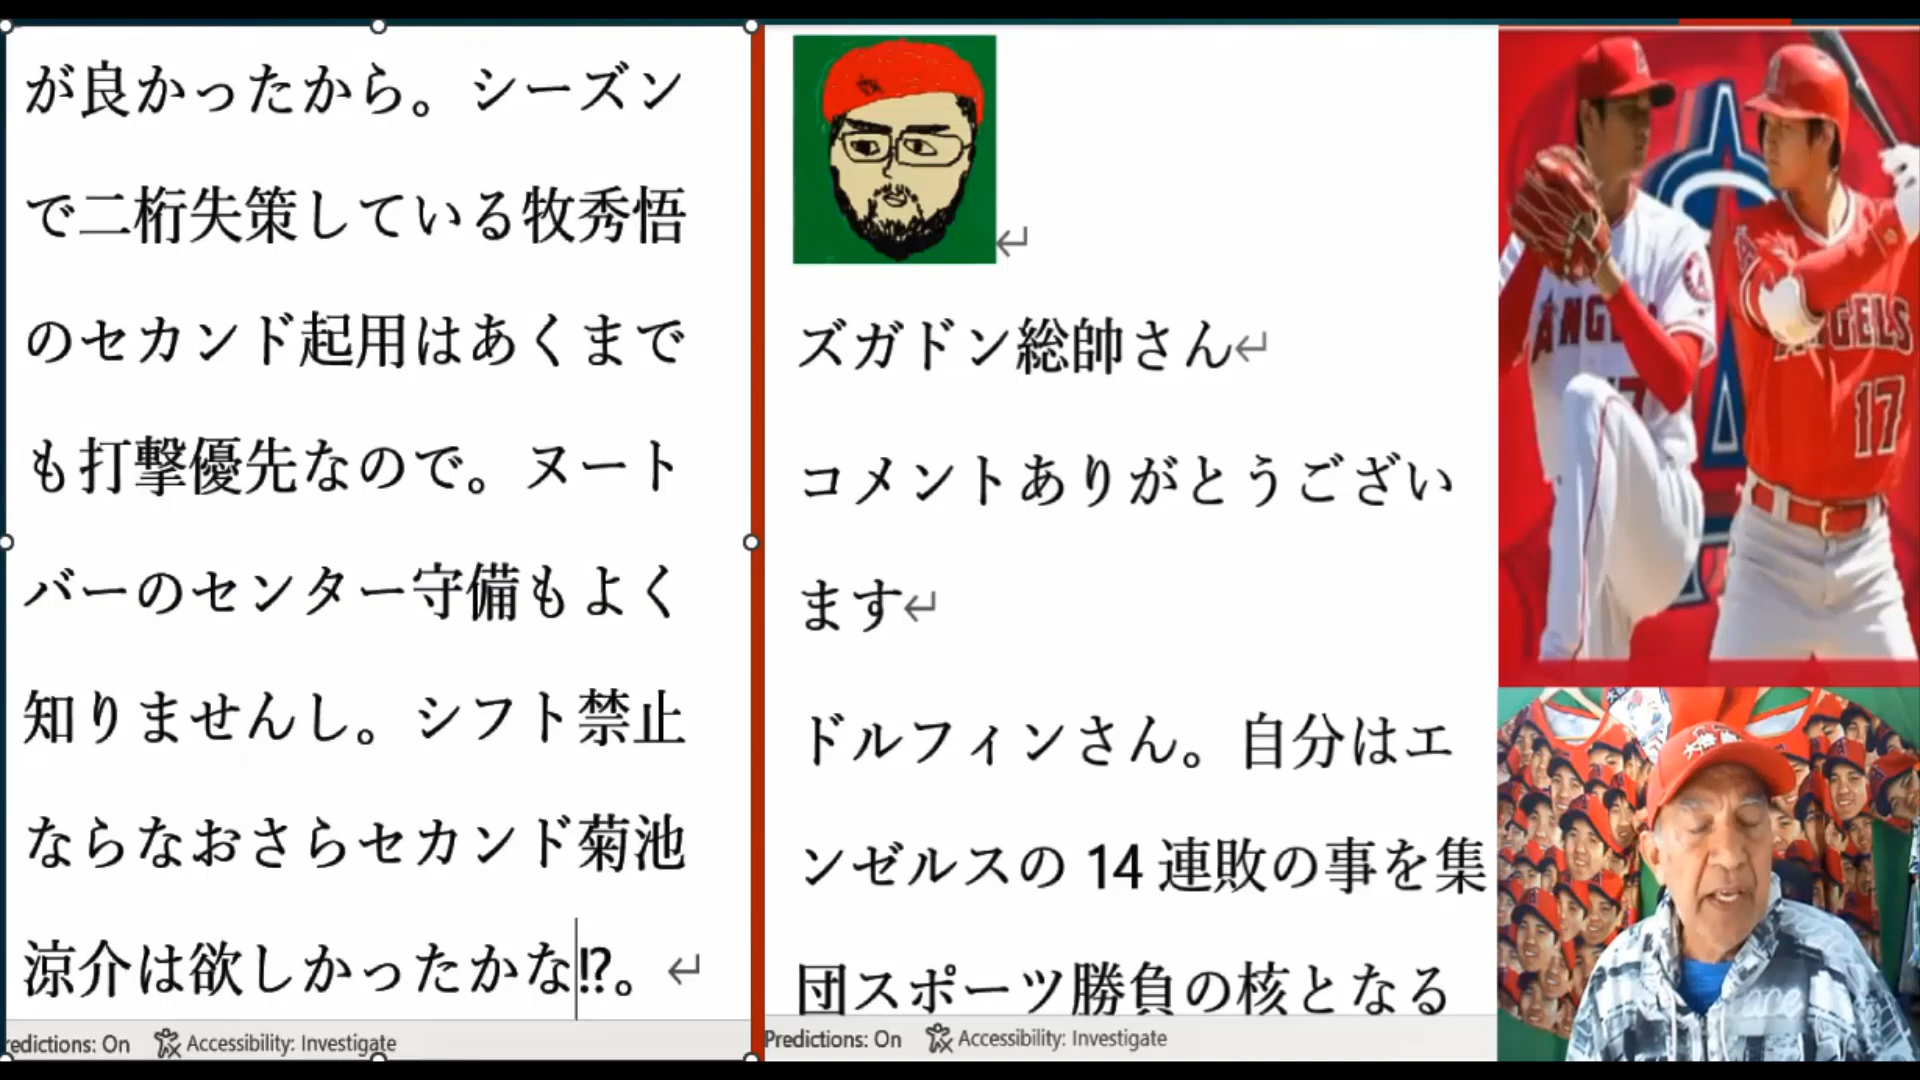 が良かったから。シーズン
で二桁失策している牧秀悟
のセカンド起用はあくまで
も打撃優先なので。ヌート
バーのセンター守備もよく
知りませんし。シフト禁止
ならなおさらセカンド菊池
涼介は欲しかったかな⁉。
redictions: On Accessibility: Investigate
ズガドン総帥さん
コメントありがとうござい
ます
ドルフィンさん。自分はエ
ンゼルスの 14 連敗の事を集
団スポーツ勝負の核となる
Predictions: On Accessibility: Investigate
ANGELS
17